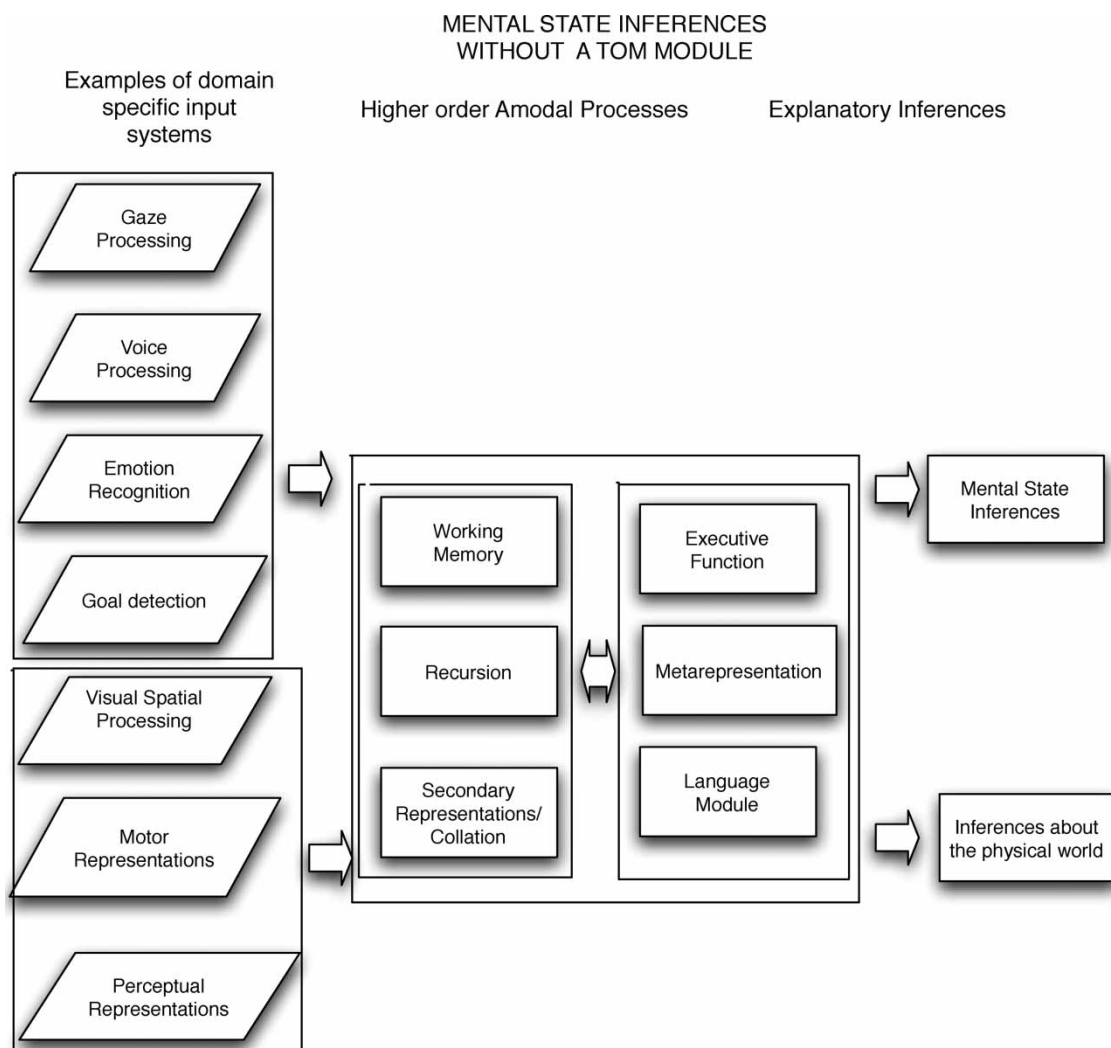 MENTAL STATE INFERENCES
WITHOUT A TOM MODULE
Examples of domain
specific input
systems
Higher order Amodal Processes
Explanatory Inferences
Gaze
Processing
Voice
Processing
Emotion
Recognition
Goal detection
Visual Spatial
Processing
Motor
Representations
Perceptual
Representations
Working
Memory
Recursion
Secondary
Representations/
Collation
Executive
Function
Metarepresentation
Language
Module
Mental State
Inferences
Inferences about
the physical world